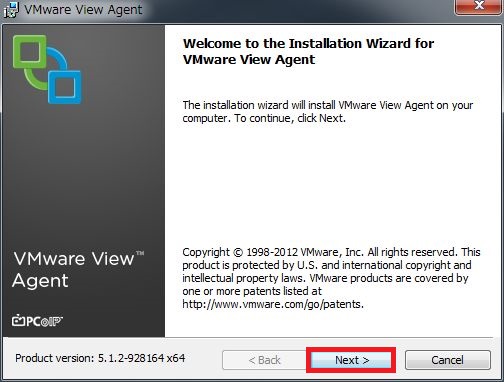 VMware View Agent
Welcome to the Installation Wizard for
VMware View Agent
The installation wizard will install VMware View Agent on your
computer. To continue, click Next.
VMware View™
Agent
Copyright © 1998-2012 VMware, Inc. All rights reserved. This
product is protected by U.S. and international copyright and
intellectual property laws. VMware products are covered by
one or more patents listed at
http://www.vmware.com/go/patents.
PCoIP
Product version: 5.1.2-928164 x64
< Back
Next >
Cancel